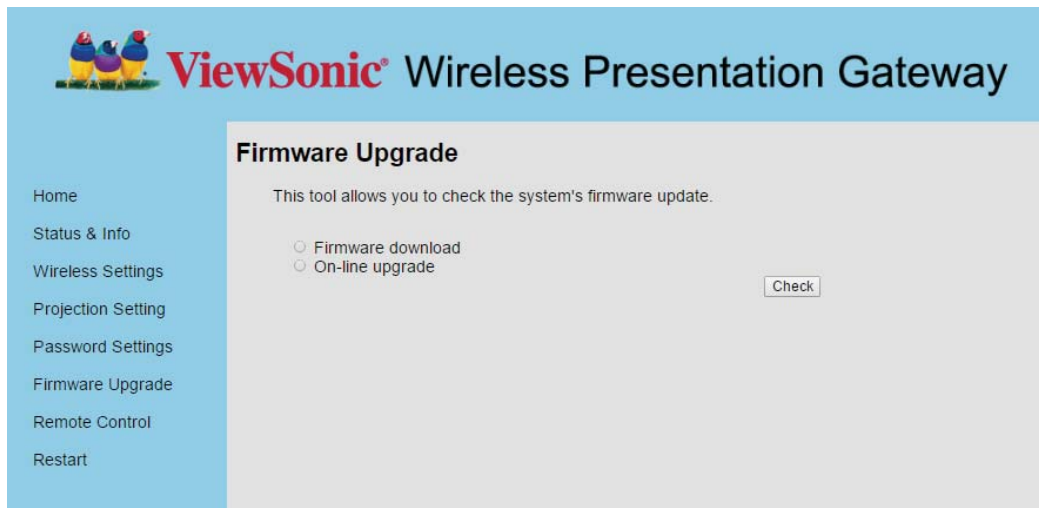 ViewSonic® Wireless Presentation Gateway
Firmware Upgrade
This tool allows you to check the system's firmware update.
Firmware download
On-line upgrade
Check
Home
Status & Info
Wireless Settings
Projection Setting
Password Settings
Firmware Upgrade
Remote Control
Restart